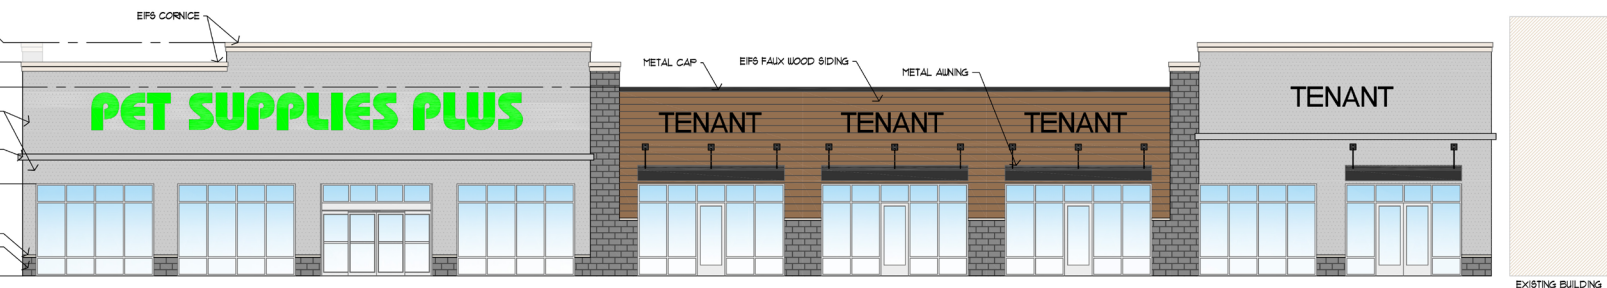 EIFS CORNICE
METAL CAP
EIFS FAUX WOOD SIDING
METAL AWNING
PET SUPPLIES PLUS
TENANT
TENANT
TENANT
TENANT
EXISTING BUILDING